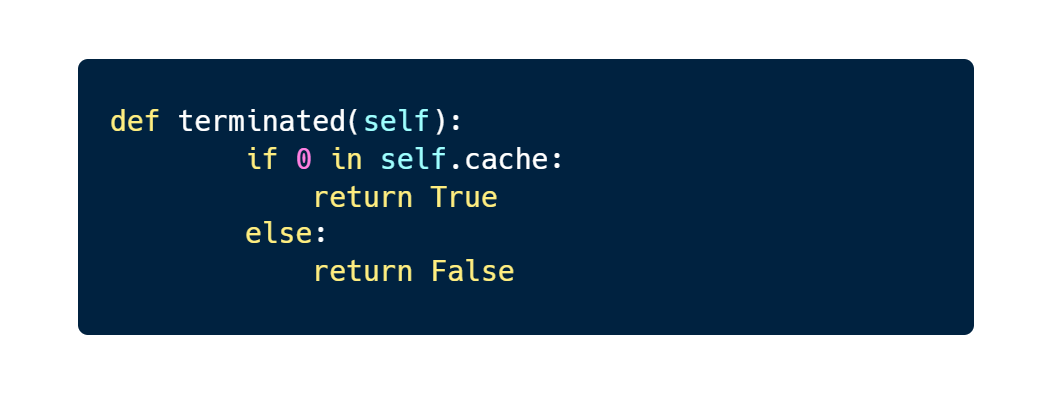 def terminated(self):
        if 0 in self.cache:
            return True
        else:
            return False